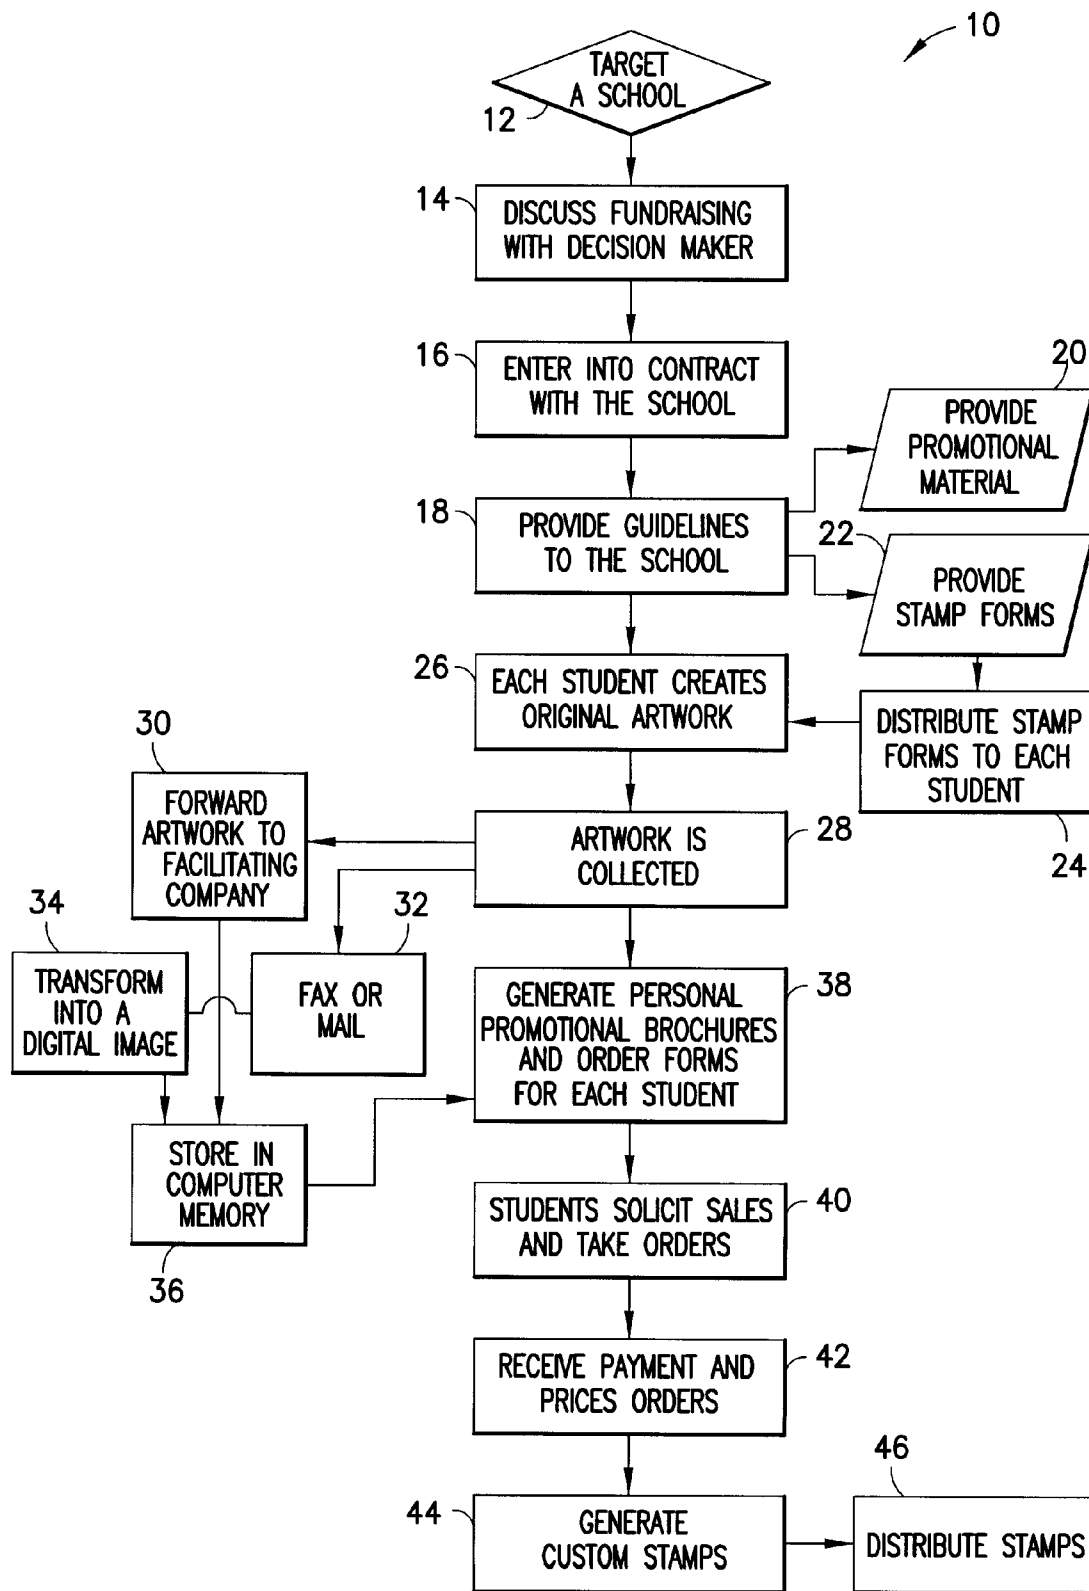 10
TARGET
A SCHOOL
12
14
DISCUSS FUNDRAISING
WITH DECISION MAKER
16
ENTER INTO CONTRACT
WITH THE SCHOOL
20
PROVIDE
PROMOTIONAL
MATERIAL
18
PROVIDE GUIDELINES
TO THE SCHOOL
22
PROVIDE
STAMP FORMS
26
EACH STUDENT CREATES
ORIGINAL ARTWORK
DISTRIBUTE STAMP
FORMS TO EACH
STUDENT
24
30
FORWARD
ARTWORK TO
FACILITATING
COMPANY
ARTWORK IS
COLLECTED
28
34
TRANSFORM
INTO A
DIGITAL IMAGE
32
FAX OR
MAIL
GENERATE PERSONAL
PROMOTIONAL BROCHURES
AND ORDER FORMS
FOR EACH STUDENT
38
STORE IN
COMPUTER
MEMORY
36
STUDENTS SOLICIT SALES
AND TAKE ORDERS
40
RECEIVE PAYMENT AND
PRICES ORDERS
42
44
GENERATE
CUSTOM STAMPS
46
DISTRIBUTE STAMPS